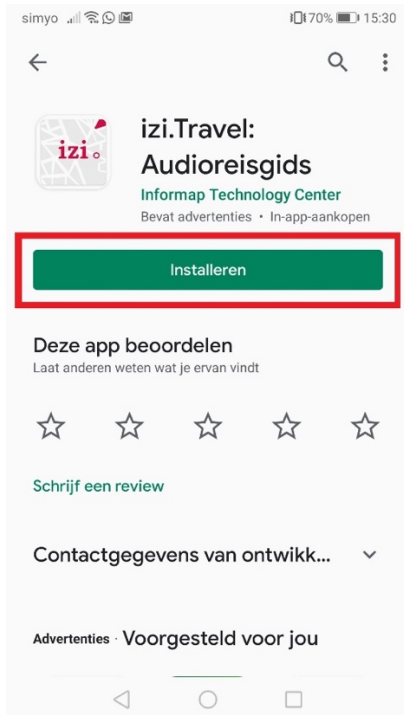 simyo 70% 15:30
izi
izi.Travel:
Audioreisgids
Informap Technology Center
Bevat advertenties • In-app-aankopen
Installeren
Deze app beoordelen
Laat anderen weten wat je ervan vindt
Schrijf een review
Contactgegevens van ontwikk...
Advertenties · Voorgesteld voor jou